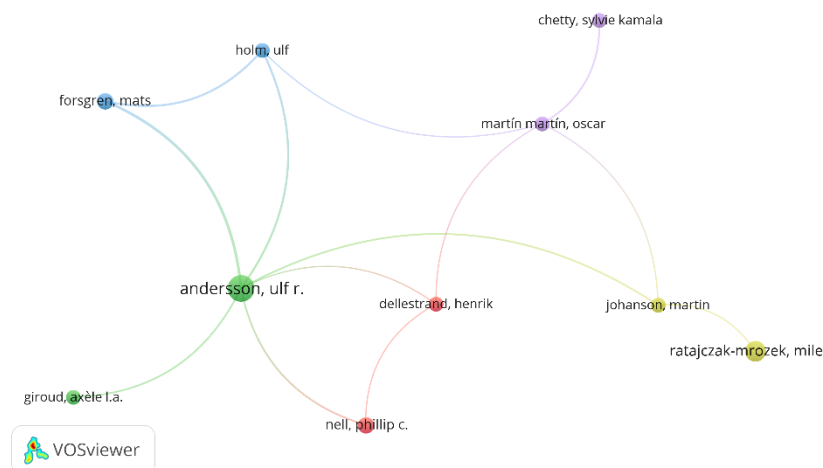 chetty, sylvie kamala
holm, ulf
forsgren, mats
martín martín, oscar
andersson, ulf r.
dellestrand, henrik
johanson, martin
ratajczak-mrozek, mile
giroud, axèle l.a.
nell, phillip c.
VOSviewer